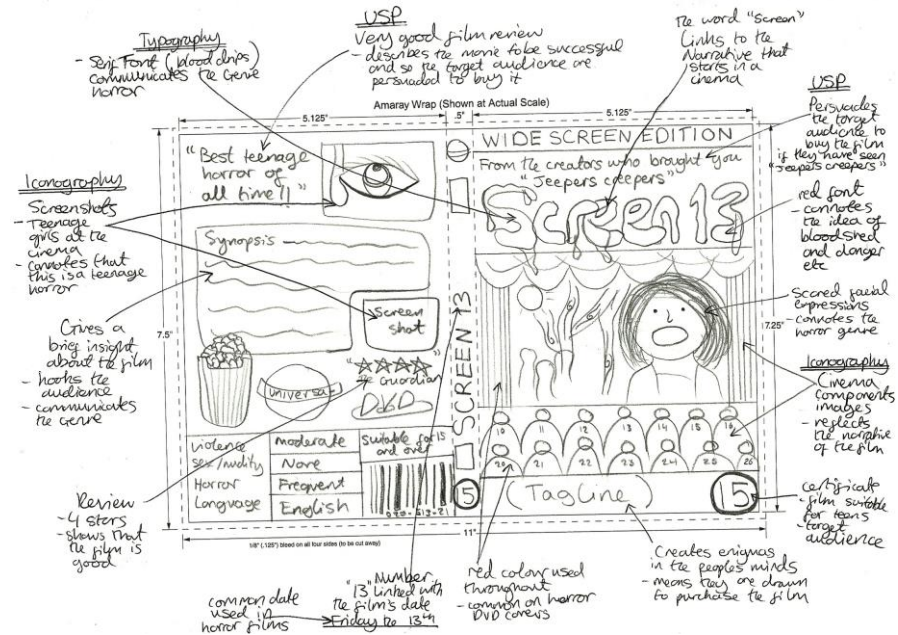 Typography
- Serif Font (blood drips)
communicates the genre
horror
USP
Very good film review
- describes the movie to be successful
and so the target audience are
persuaded to buy it
The word "screen"
Links to the
Narrative that
starts in a
cinema
USP
Persuades
the target
audience to
buy the film
if they have seen
"Jeepers creepers"
Amaray Wrap (Shown at Actual Scale)
5.125"
.5"
5.125"
Iconography
Screenshots
- Teenage
girls at the
cinema
- connotes that
this is a teenage
horror
"Best teenage
horror of
all time!!"
WIDE SCREEN EDITION
From the creators who brought you
"Jeepers creepers"
Screen 13
red font
- connotes
the idea of
bloodshed
and danger
etc
Synopsis
Screen
shot
SCREEN 13
7.5"
7.25"
Scared facial
expressions
- connotes the
horror genre
Gives a
brief insight
about the film
- hooks the
audience
- communicates
the genre
universal
"☆☆☆☆"
The Guardian
DVD
Iconography
Cinema
components
images
- reflects
the narrative
of the film
10 11 12 13 14 15 16
20 21 22 23 24 25 26
violence moderate
sex/nudity None
Horror Frequent
Language English
Suitable for 15
and over
15
(Tagline)
15
Review
- 4 stars
- shows that
the film is
good
certificate
- film suitable
for teens
- target
audience
11"
1/8" (.125") bleed on all four sides (to be cut away)
common date
used in
horror films
Number
"13" linked with
the film's date
Friday the 13th
red colour used
throughout
- common on horror
DVD covers
Creates enigmas
in the people's minds
- means they are drawn
to purchase the film